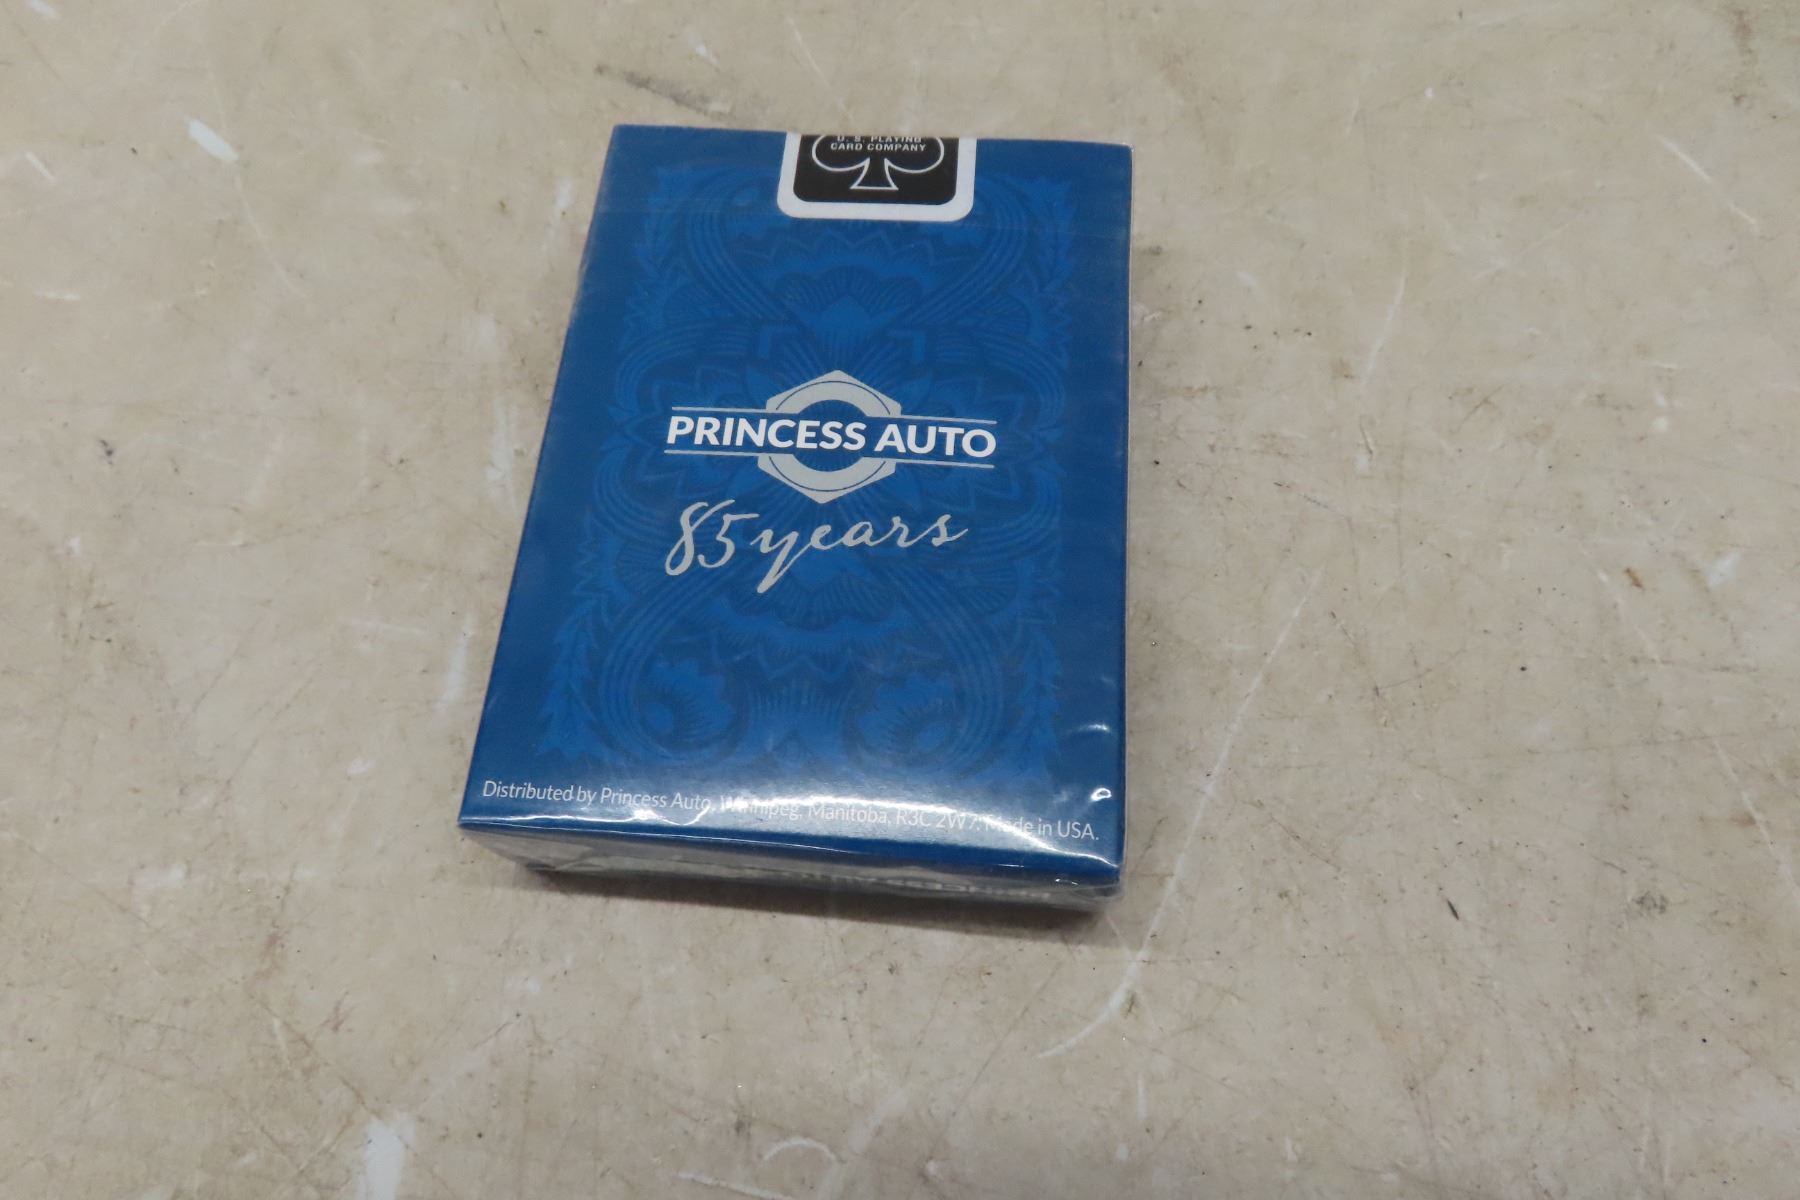 U. S. PLAYING
CARD COMPANY
PRINCESS AUTO
85 years
Distributed by Princess Auto, Winnipeg, Manitoba, R3C 2W7. Made in USA.